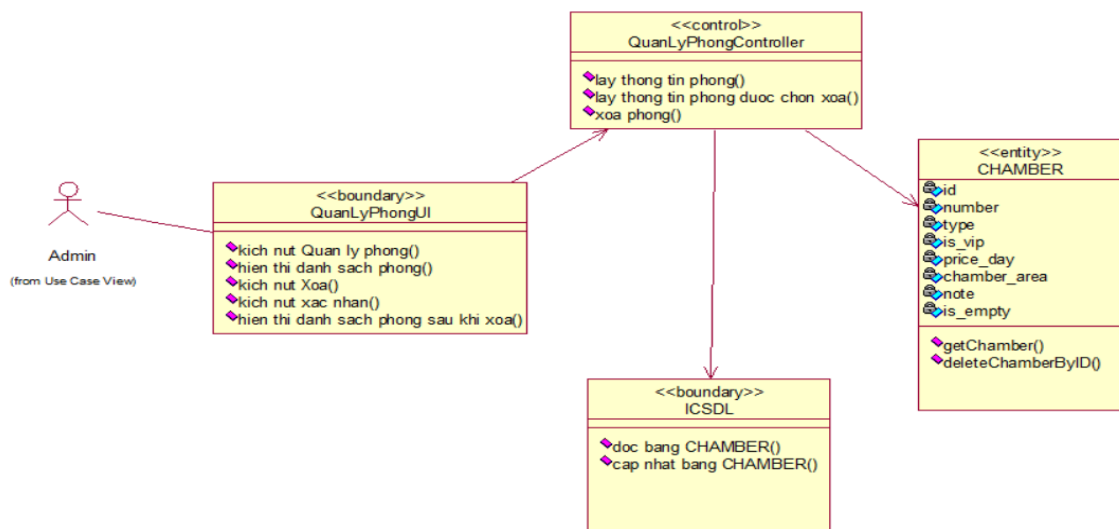 <<control>>
QuanLyPhongController
lay thong tin phong()
lay thong tin phong duoc chon xoa()
xoa phong()
<<boundary>>
QuanLyPhongUI
kich nut Quan ly phong()
hien thi danh sach phong()
kich nut Xoa()
kich nut xac nhan()
hien thi danh sach phong sau khi xoa()
Admin
(from Use Case View)
<<entity>>
CHAMBER
id
number
type
is_vip
price_day
chamber_area
note
is_empty
getChamber()
deleteChamberByID()
<<boundary>>
ICSDL
doc bang CHAMBER()
cap nhat bang CHAMBER()